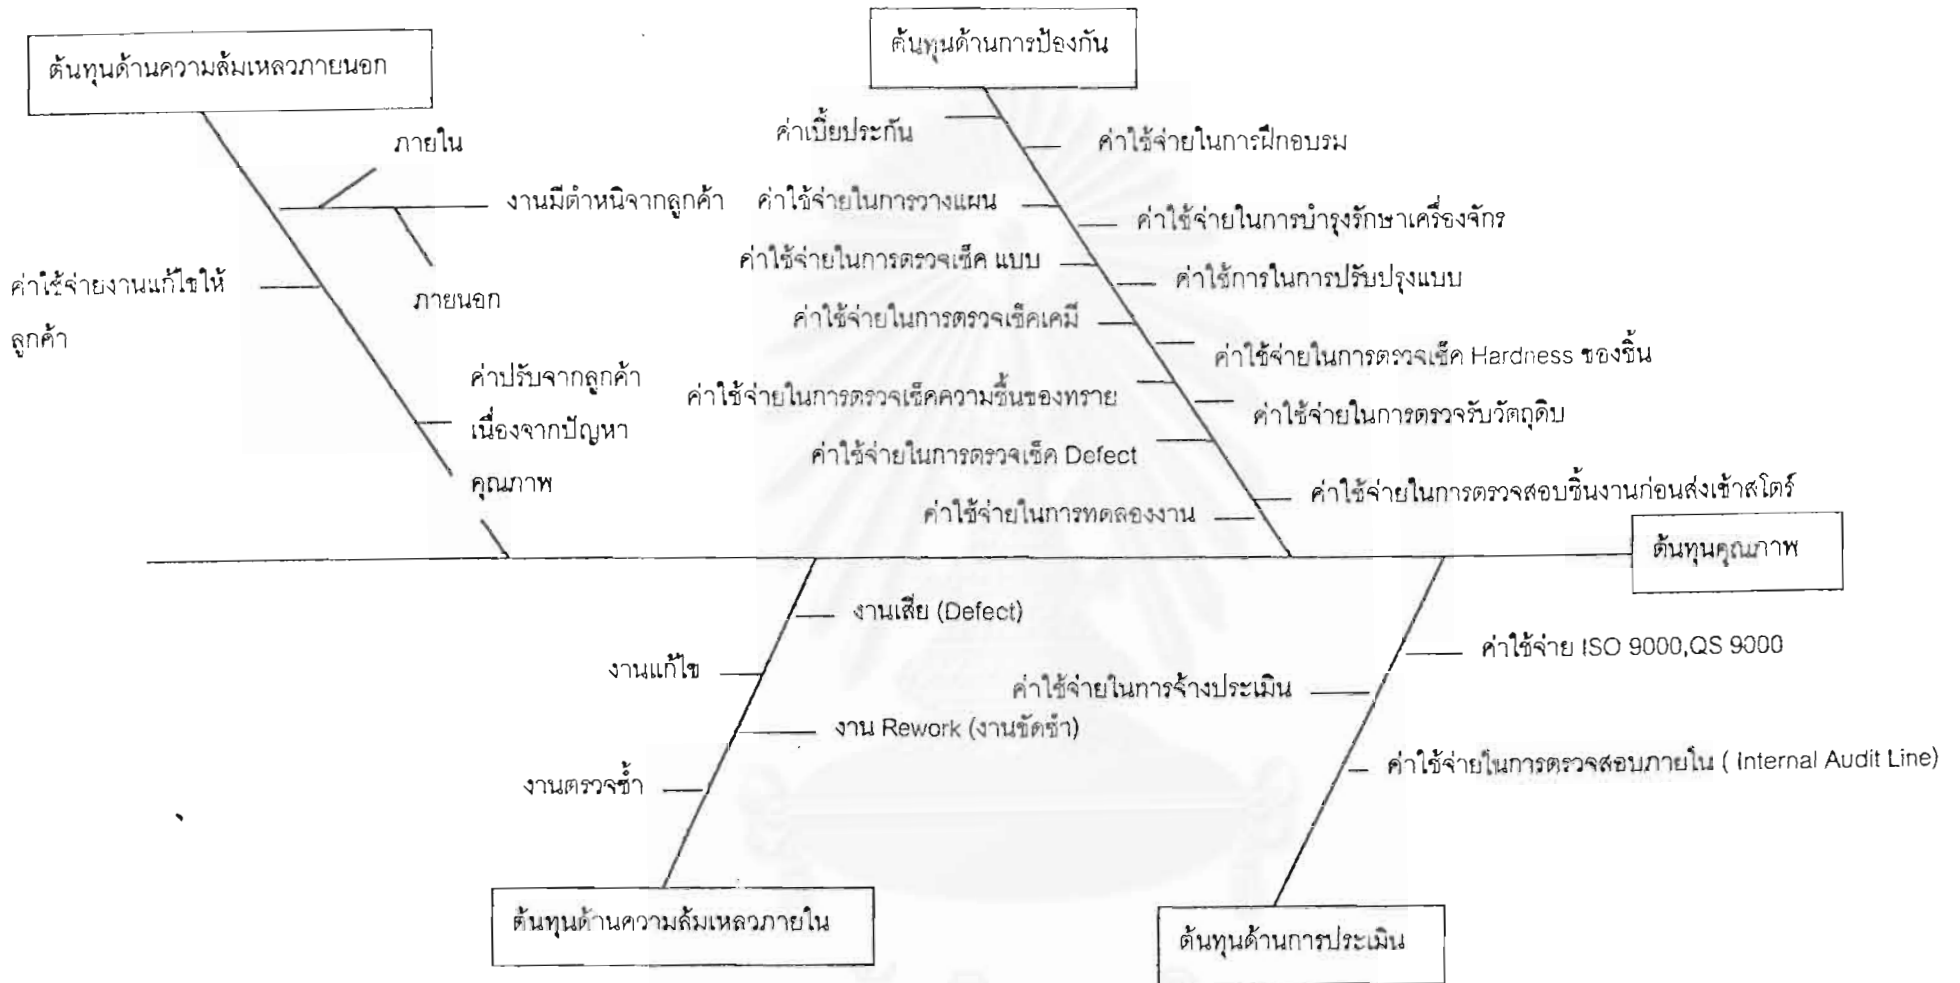 ต้นทุนด้านความล้มเหลวภายนอก
ต้นทุนด้านการป้องกัน
ภายใน
งานมีตำหนิจากลูกค้า
ค่าใช้จ่ายงานแก้ไขให้
ลูกค้า
ภายนอก
ค่าปรับจากลูกค้า
เนื่องจากปัญหา
คุณภาพ
ค่าเบี้ยประกัน
ค่าใช้จ่ายในการฝึกอบรม
ค่าใช้จ่ายในการวางแผน
ค่าใช้จ่ายในการบำรุงรักษาเครื่องจักร
ค่าใช้จ่ายในการตรวจเช็ค แบบ
ค่าใช้การในการปรับปรุงแบบ
ค่าใช้จ่ายในการตรวจเช็คเคมี
ค่าใช้จ่ายในการตรวจเช็ค Hardness ของชิ้น
ค่าใช้จ่ายในการตรวจเช็คความชื้นของทราย
ค่าใช้จ่ายในการตรวจรับวัตถุดิบ
ค่าใช้จ่ายในการตรวจเช็ค Defect
ค่าใช้จ่ายในการตรวจสอบชิ้นงานก่อนส่งเข้าสโตร์
ค่าใช้จ่ายในการทดลองงาน
ต้นทุนคุณภาพ
งานเสีย (Defect)
งานแก้ไข
งาน Rework (งานขัดซ้ำ)
งานตรวจซ้ำ
ต้นทุนด้านความล้มเหลวภายใน
ค่าใช้จ่าย ISO 9000,QS 9000
ค่าใช้จ่ายในการจ้างประเมิน
ค่าใช้จ่ายในการตรวจสอบภายใน ( Internal Audit Line)
ต้นทุนด้านการประเมิน